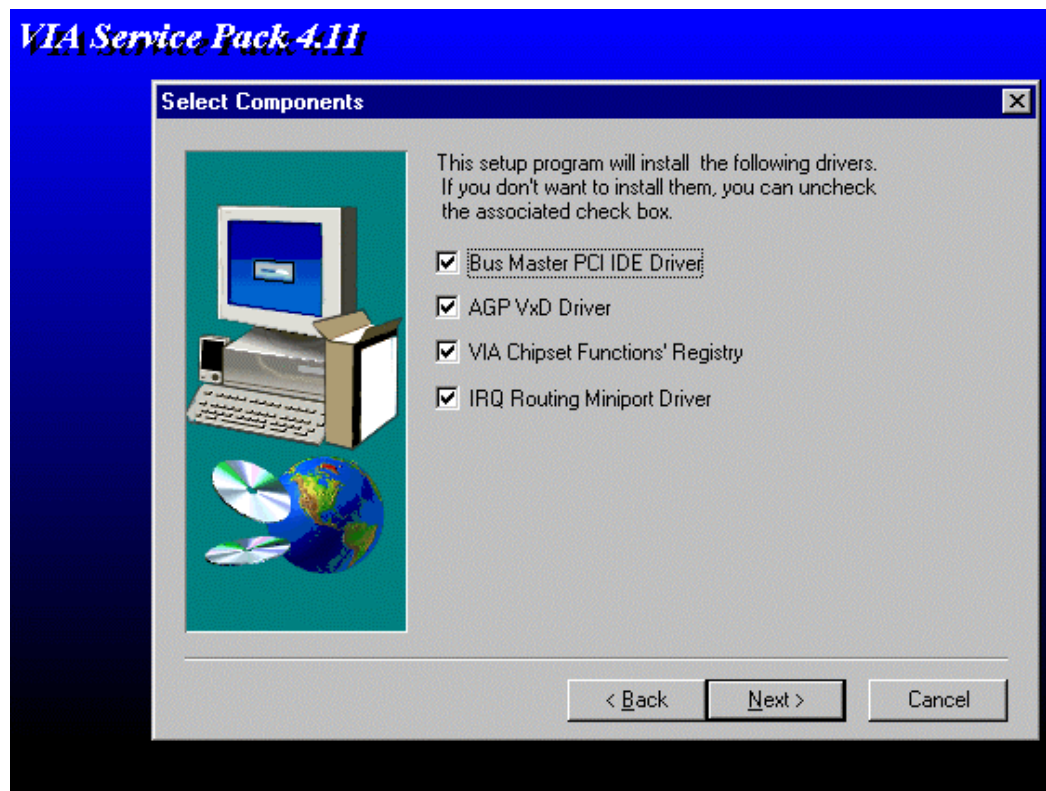 VIA Service Pack 4.11
Select Components
This setup program will install the following drivers.
If you don't want to install them, you can uncheck
the associated check box.
Bus Master PCI IDE Driver
AGP VxD Driver
VIA Chipset Functions' Registry
IRQ Routing Miniport Driver
< Back Next > Cancel